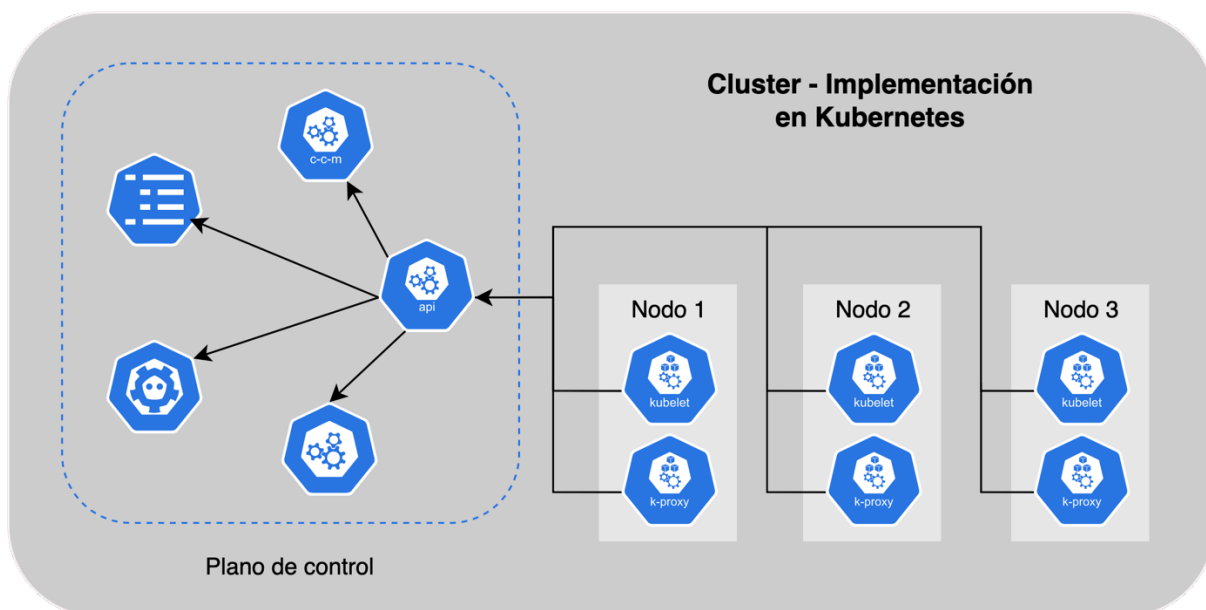 Cluster - Implementación
en Kubernetes
c-c-m
api
Nodo 1
Nodo 2
Nodo 3
kubelet
kubelet
kubelet
k-proxy
k-proxy
k-proxy
Plano de control